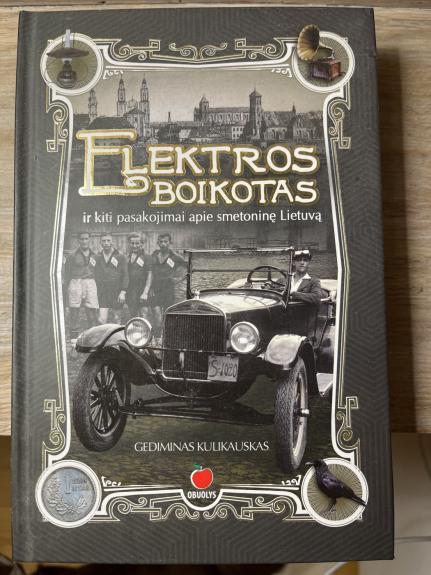 ELEKTROS
BOIKOTAS
ir kiti pasakojimai apie smetoninę Lietuvą
GEDIMINAS KULIKAUSKAS
OBUOLYS